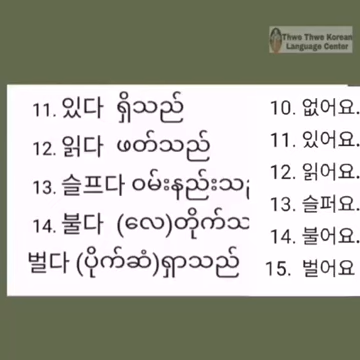 Thwe Thwe Korean
Language Center
11. 있다 ရှိသည်
12. 읽다 ဖတ်သည်
13. 슬프다 ဝမ်းနည်းသည
14. 불다 (လေ)တိုက်သ
벌다 (ပိုက်ဆံ)ရှာသည်
10. 없어요.
11. 있어요.
12. 읽어요.
13. 슬퍼요.
14. 불어요.
15. 벌어요